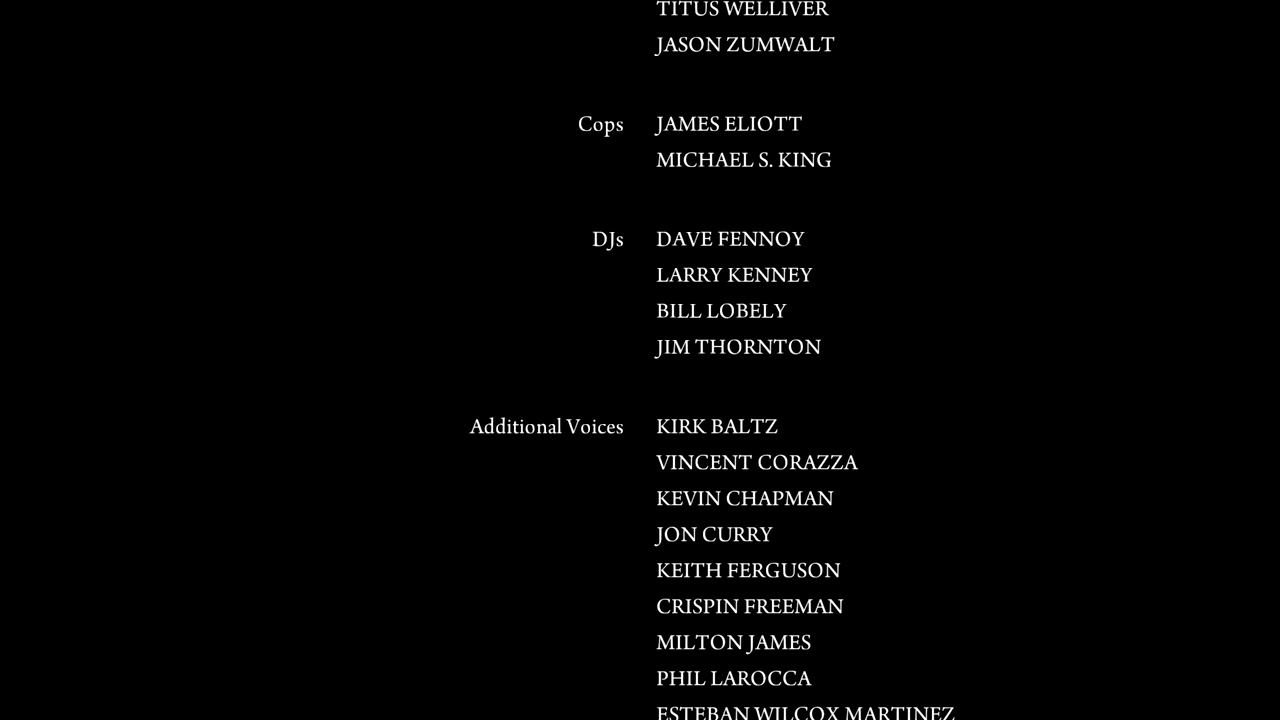 TITUS WELLIVER
JASON ZUMWALT
Cops JAMES ELIOTT
MICHAEL S. KING
DJs DAVE FENNOY
LARRY KENNEY
BILL LOBELY
JIM THORNTON
Additional Voices KIRK BALTZ
VINCENT CORAZZA
KEVIN CHAPMAN
JON CURRY
KEITH FERGUSON
CRISPIN FREEMAN
MILTON JAMES
PHIL LAROCCA
ESTEBAN WILCOX MARTINEZ